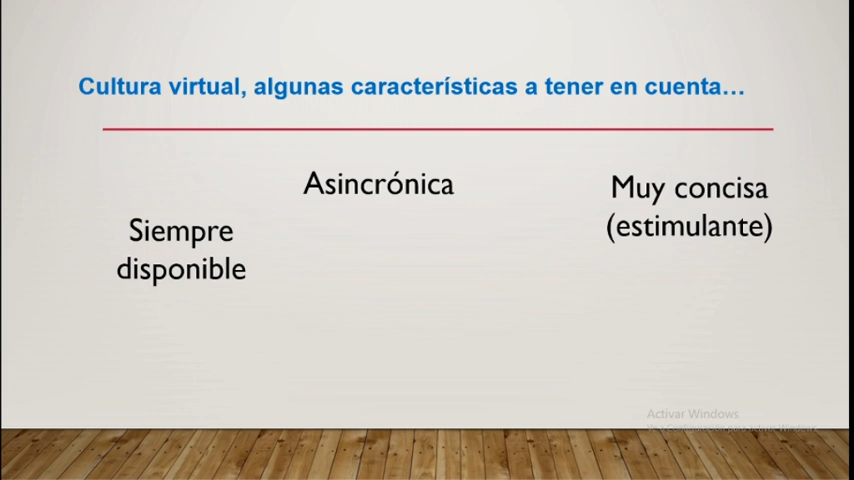 Cultura virtual, algunas características a tener en cuenta…
Asincrónica
Muy concisa
(estimulante)
Siempre
disponible
Activar Windows